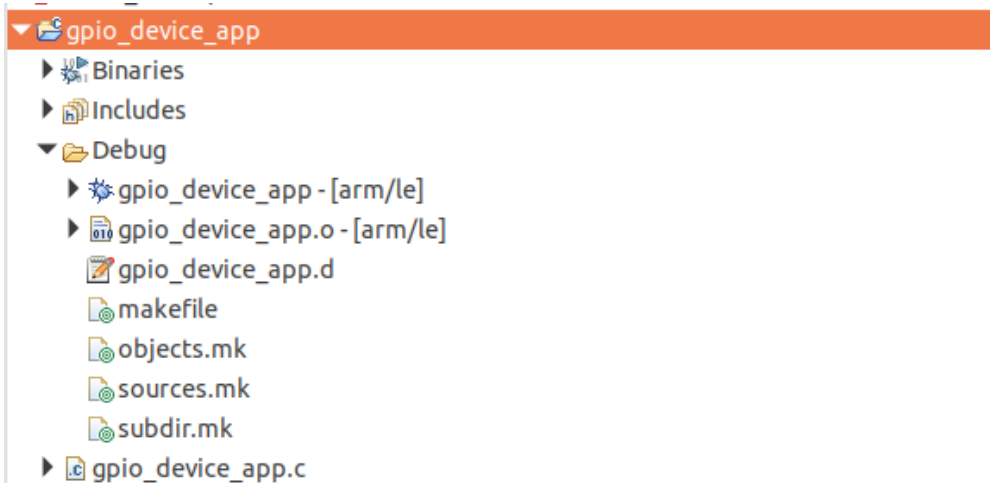 gpio_device_app
Binaries
Includes
Debug
gpio_device_app - [arm/le]
gpio_device_app.o - [arm/le]
gpio_device_app.d
makefile
objects.mk
sources.mk
subdir.mk
gpio_device_app.c